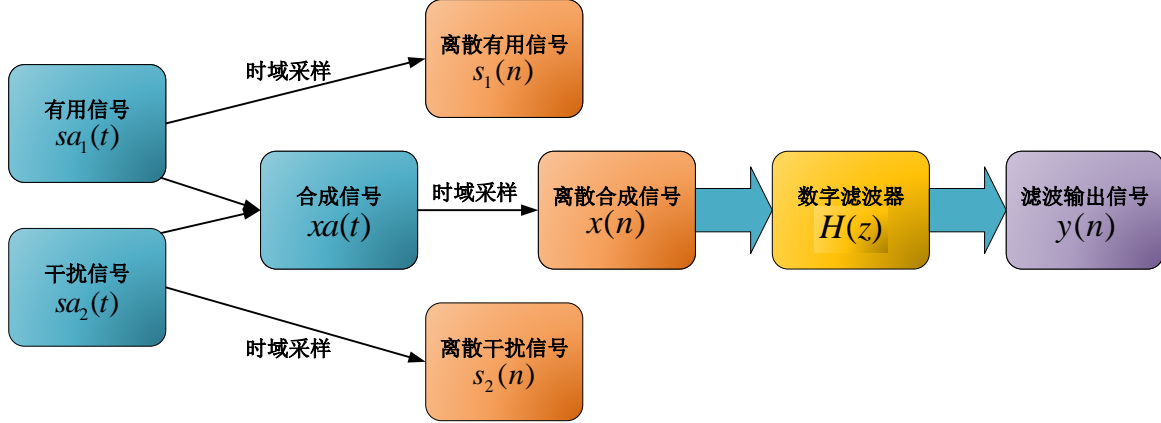 离散有用信号
s₁(n)
时域采样
有用信号
sa₁(t)
合成信号
xa(t)
时域采样
离散合成信号
x(n)
数字滤波器
H(z)
滤波输出信号
y(n)
干扰信号
sa₂(t)
时域采样
离散干扰信号
s₂(n)